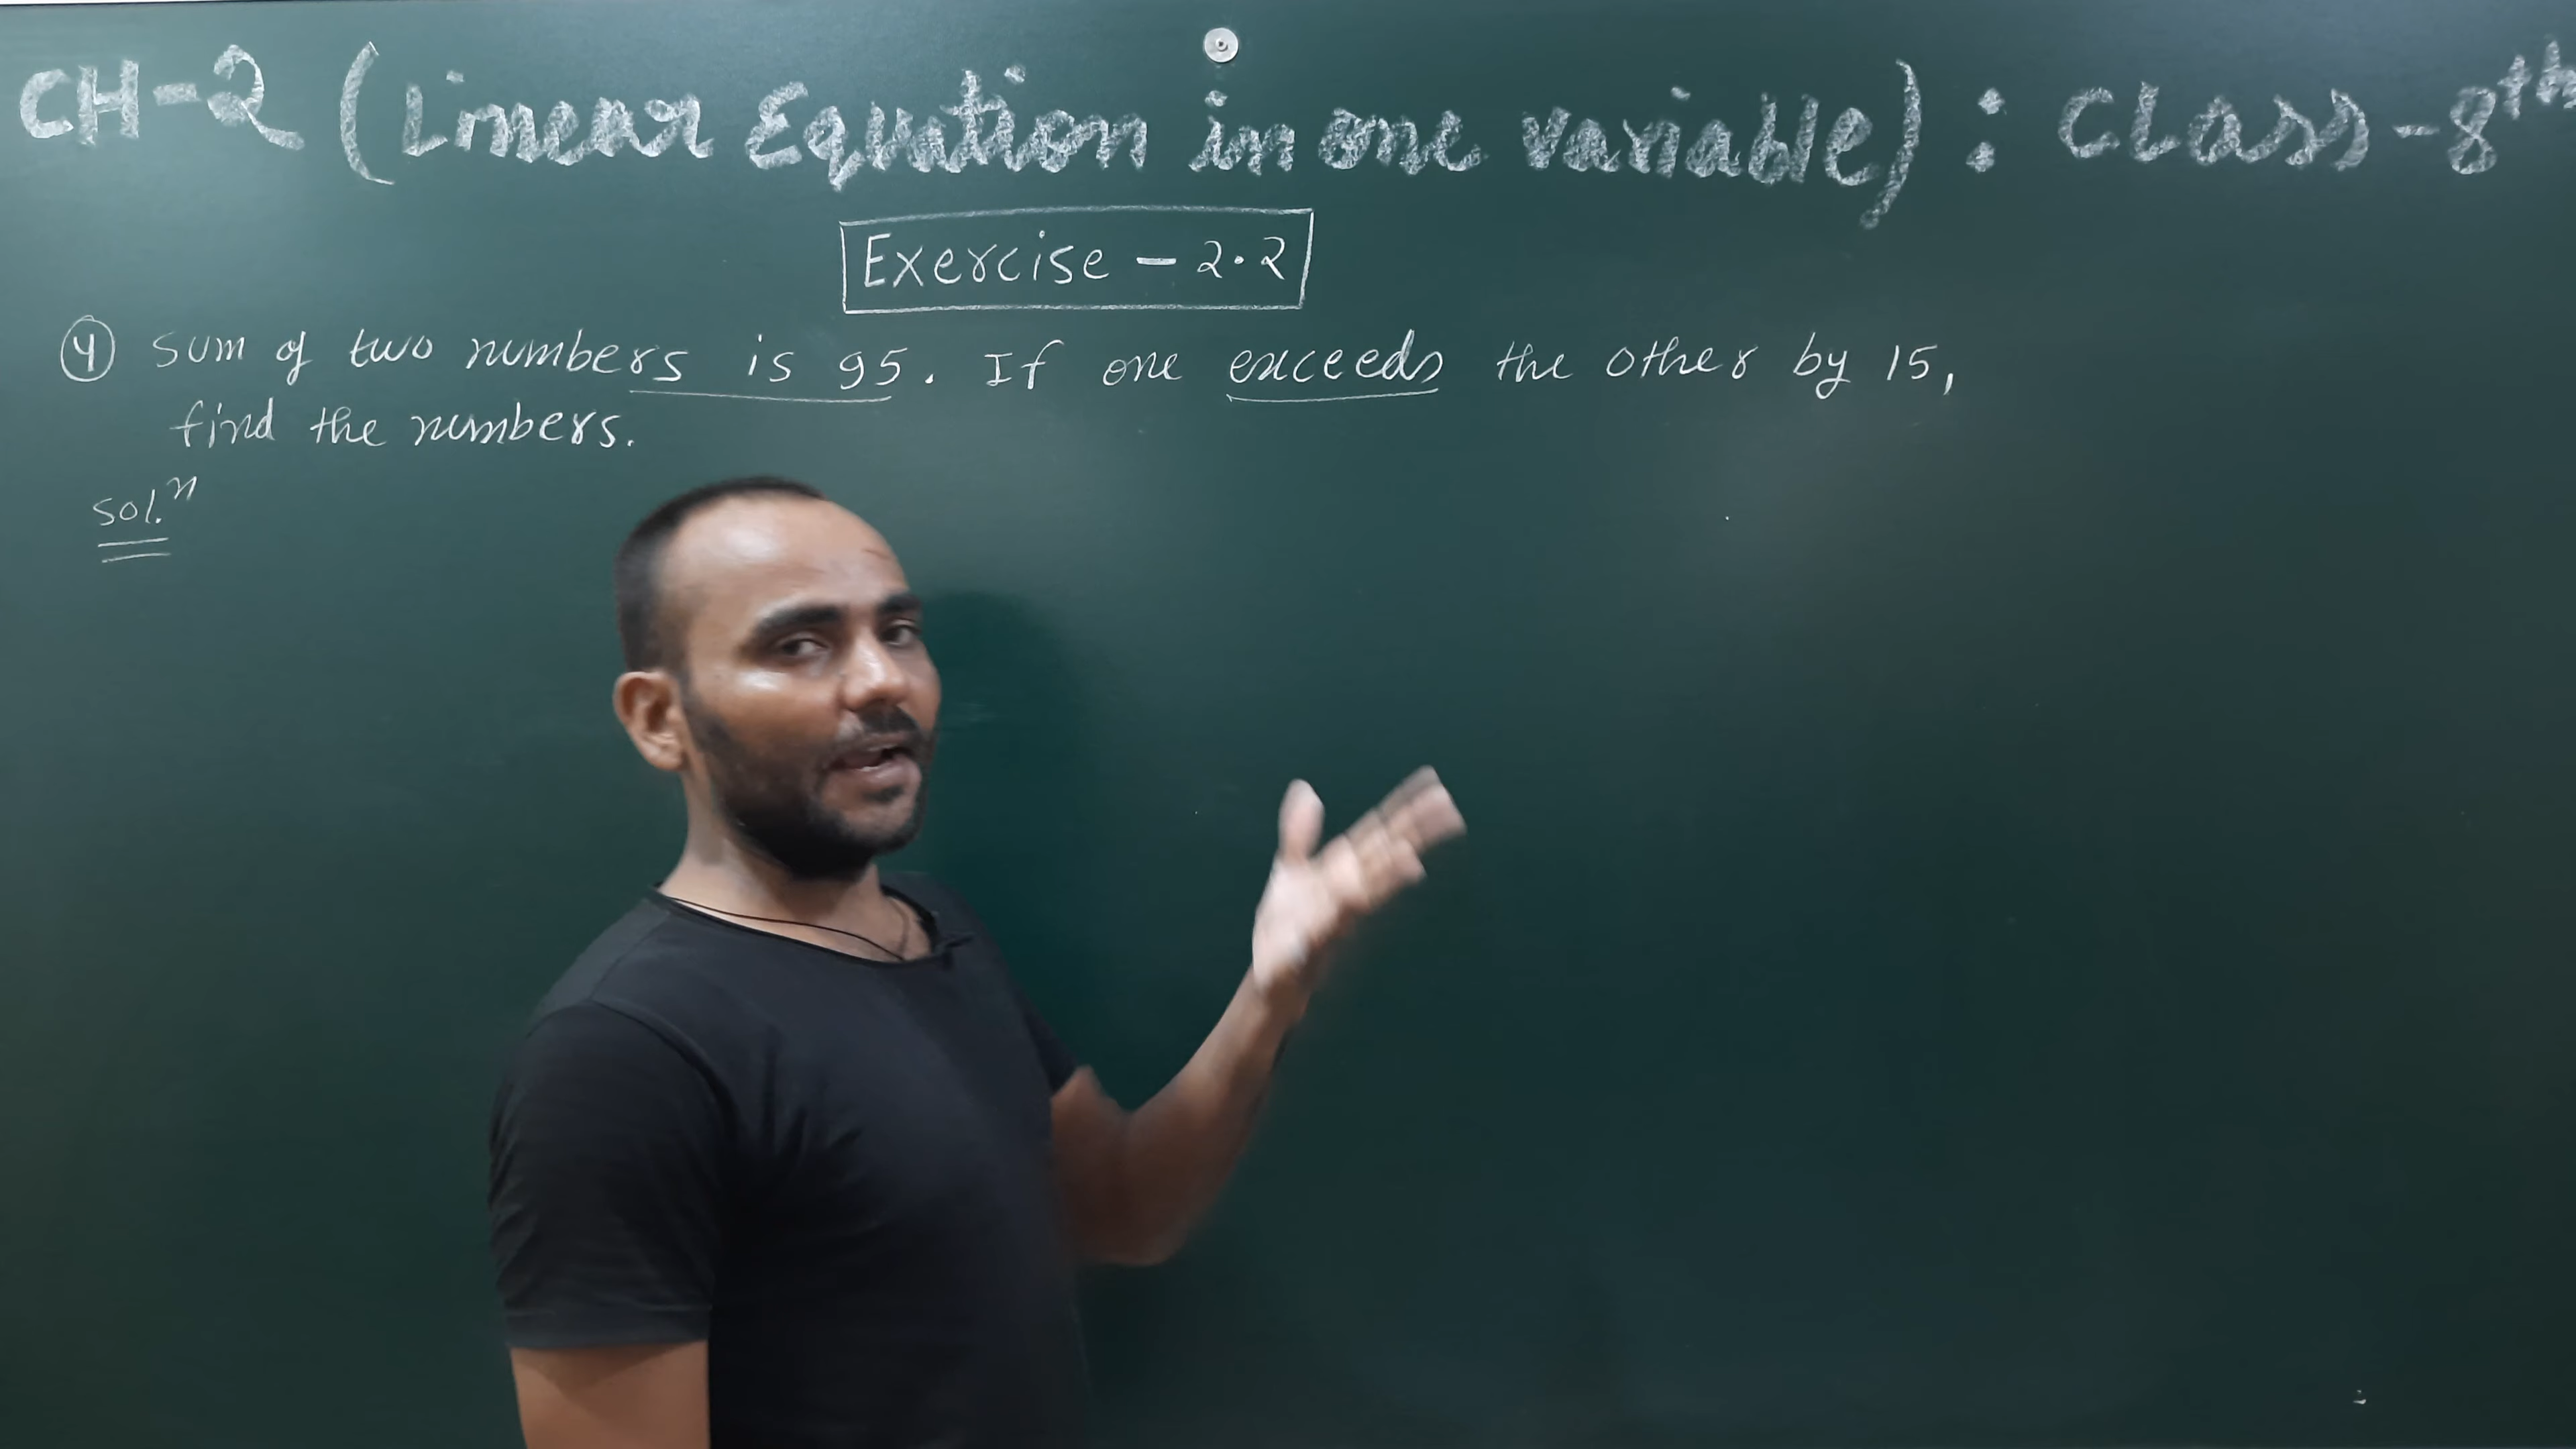 CH-2 (Linear Equation in one variable) : Class-8th
Exercise - 2.2
4 Sum of two numbers is 95. If one exceeds the other by 15,
find the numbers.
Sol.n